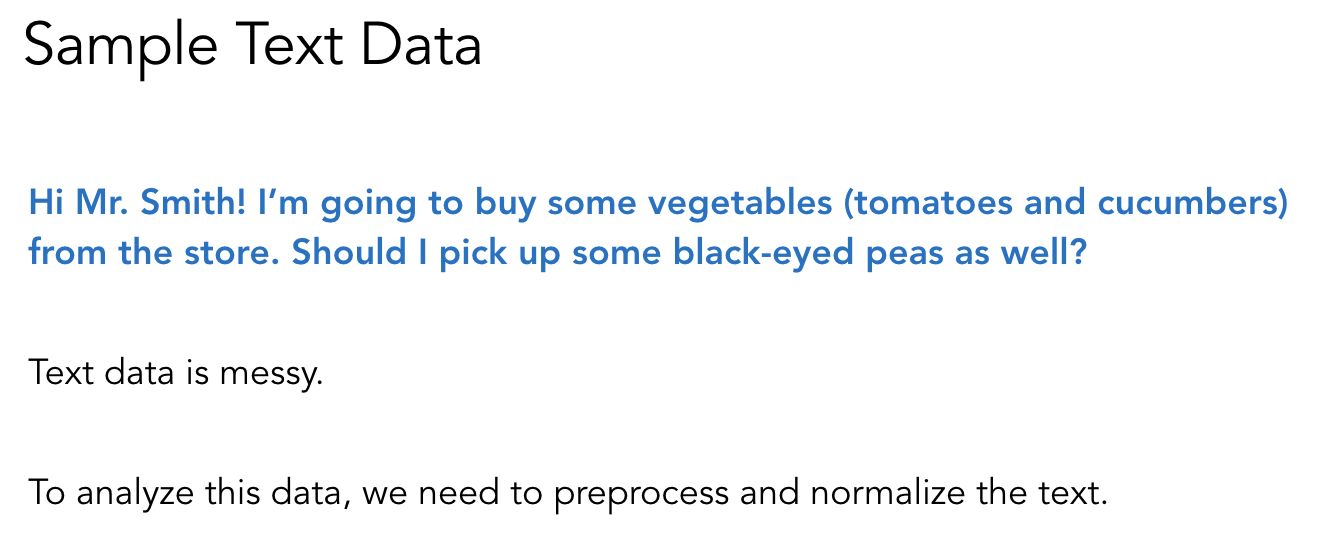 Sample Text Data
Hi Mr. Smith! I’m going to buy some vegetables (tomatoes and cucumbers)
from the store. Should I pick up some black-eyed peas as well?
Text data is messy.
To analyze this data, we need to preprocess and normalize the text.